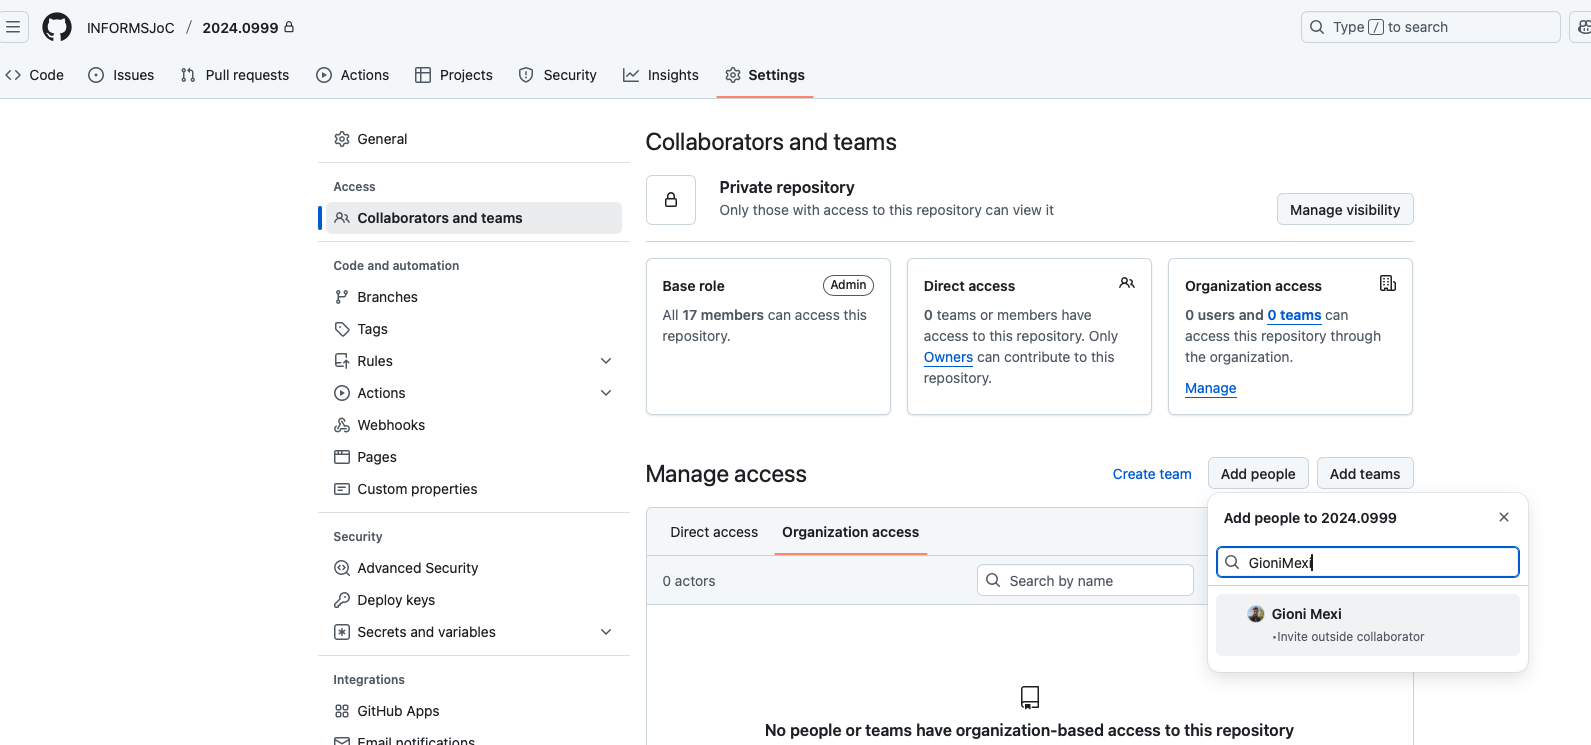 INFORMSJoC / 2024.0999
Type / to search
Code Issues Pull requests Actions Projects Security Insights Settings
General
Access
Collaborators and teams
Code and automation
Branches
Tags
Rules
Actions
Webhooks
Pages
Custom properties
Security
Advanced Security
Deploy keys
Secrets and variables
Integrations
GitHub Apps
Email notifications
Collaborators and teams
Private repository
Only those with access to this repository can view it
Manage visibility
Base role Admin
All 17 members can access this
repository.
Direct access
0 teams or members have
access to this repository. Only
Owners can contribute to this
repository.
Organization access
0 users and 0 teams can
access this repository through
the organization.
Manage
Manage access
Create team Add people Add teams
Add people to 2024.0999
GioniMexi
Gioni Mexi
•Invite outside collaborator
Direct access Organization access
0 actors
Search by name
No people or teams have organization-based access to this repository